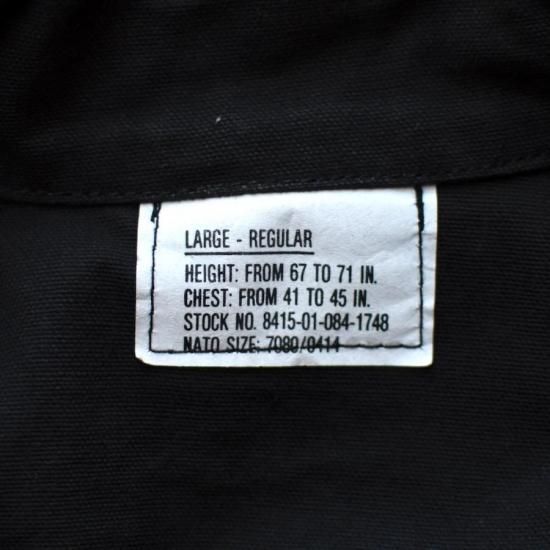 LARGE - REGULAR
HEIGHT: FROM 67 TO 71 IN.
CHEST: FROM 41 TO 45 IN.
STOCK NO. 8415-01-084-1748
NATO SIZE: 7080/0414